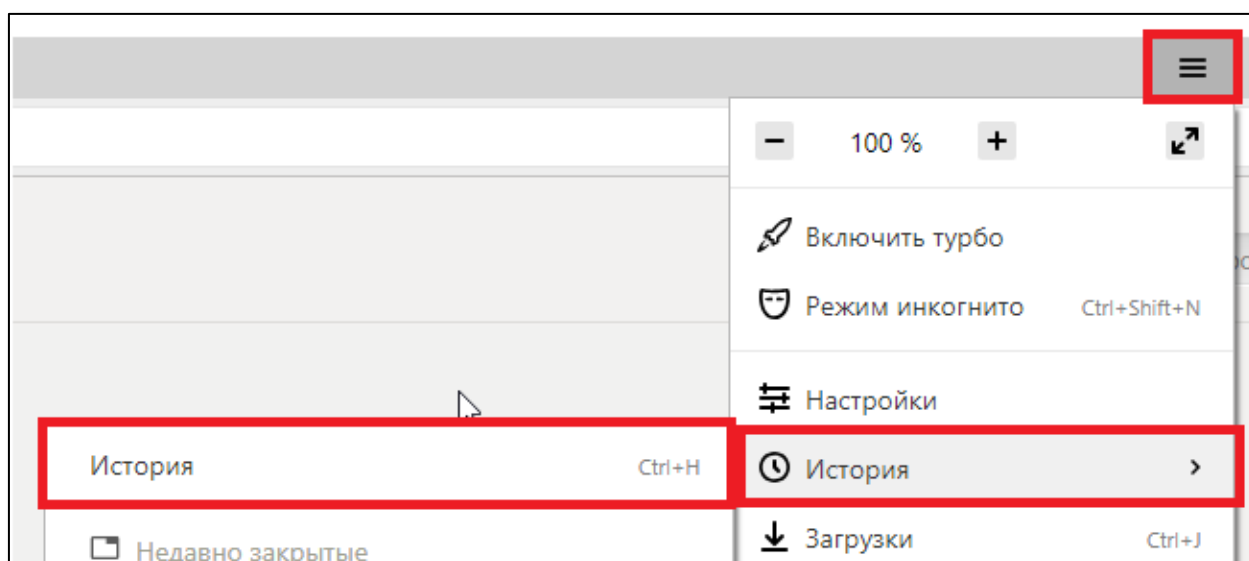 100 %
Включить турбо
Режим инкогнито Ctrl+Shift+N
Настройки
История Ctrl+H
История
Недавно закрытые
Загрузки Ctrl+J